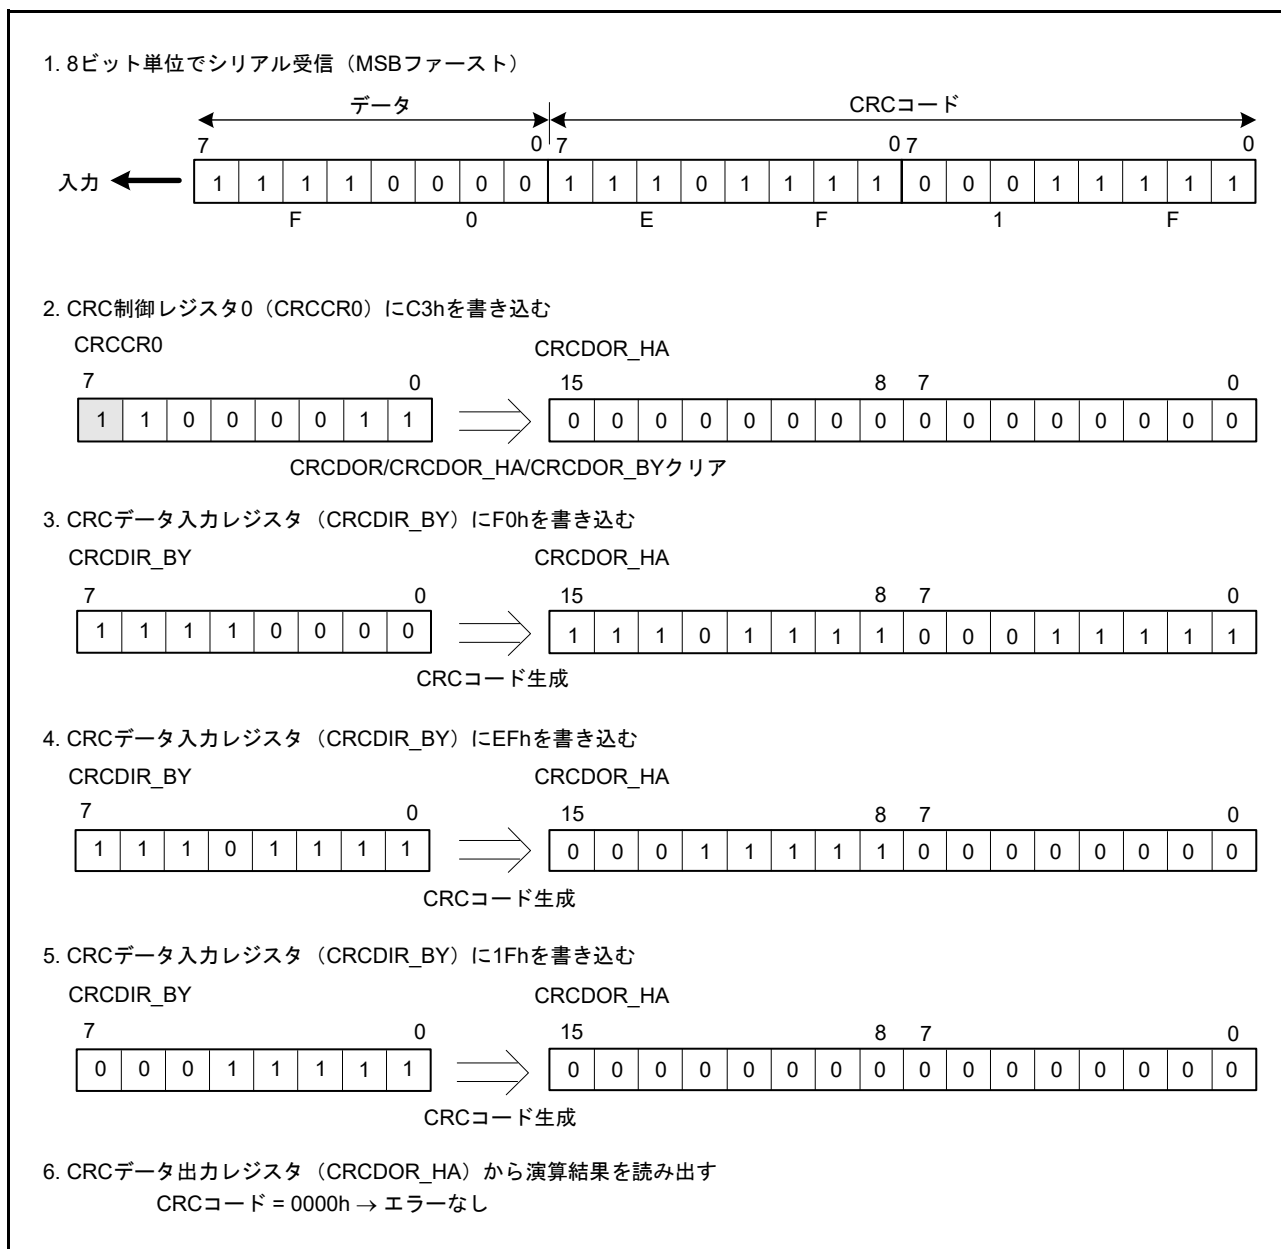 1. 8ビット単位でシリアル受信（MSBファースト）
データ CRCコード
7 0 7 0 7 0
入力 1 1 1 1 0 0 0 0 1 1 1 0 1 1 1 1 0 0 0 1 1 1 1 1
F 0 E F 1 F
2. CRC制御レジスタ0（CRCCR0）にC3hを書き込む
CRCCR0 CRCDOR_HA
7 0 15 8 7 0
1 1 0 0 0 0 1 1 0 0 0 0 0 0 0 0 0 0 0 0 0 0 0 0
CRCDOR/CRCDOR_HA/CRCDOR_BYクリア
3. CRCデータ入力レジスタ（CRCDIR_BY）にF0hを書き込む
CRCDIR_BY CRCDOR_HA
7 0 15 8 7 0
1 1 1 1 0 0 0 0 1 1 1 0 1 1 1 1 0 0 0 1 1 1 1 1
CRCコード生成
4. CRCデータ入力レジスタ（CRCDIR_BY）にEFhを書き込む
CRCDIR_BY CRCDOR_HA
7 0 15 8 7 0
1 1 1 0 1 1 1 1 0 0 0 1 1 1 1 1 0 0 0 0 0 0 0 0
CRCコード生成
5. CRCデータ入力レジスタ（CRCDIR_BY）に1Fhを書き込む
CRCDIR_BY CRCDOR_HA
7 0 15 8 7 0
0 0 0 1 1 1 1 1 0 0 0 0 0 0 0 0 0 0 0 0 0 0 0 0
CRCコード生成
6. CRCデータ出力レジスタ（CRCDOR_HA）から演算結果を読み出す
CRCコード = 0000h → エラーなし